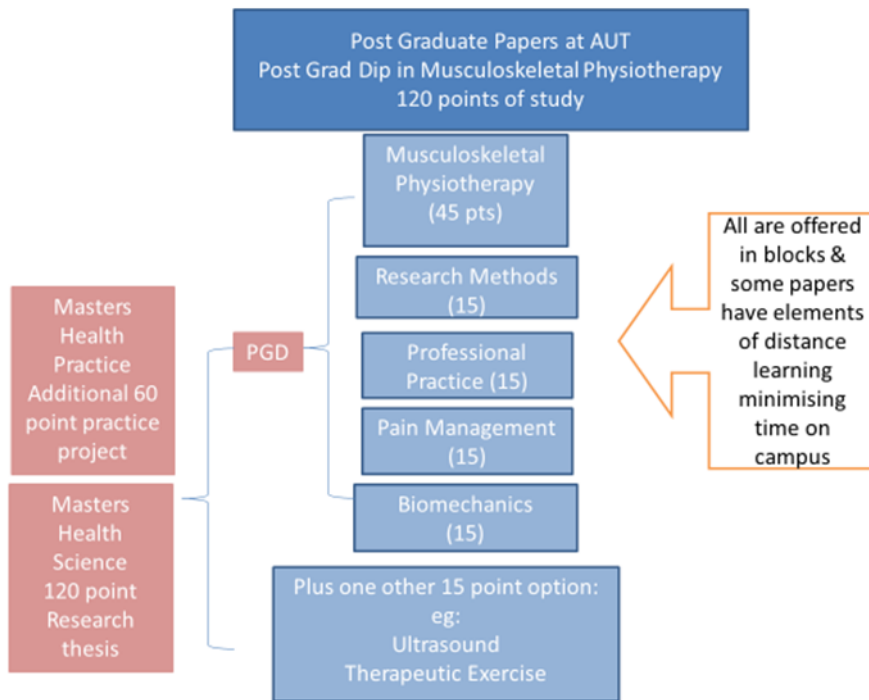 Post Graduate Papers at AUT
Post Grad Dip in Musculoskeletal Physiotherapy
120 points of study
Musculoskeletal
Physiotherapy
(45 pts)
Research Methods
(15)
Professional
Practice (15)
Pain Management
(15)
Biomechanics
(15)
Plus one other 15 point option:
eg:
Ultrasound
Therapeutic Exercise
PGD
Masters
Health
Practice
Additional 60
point practice
project
Masters
Health
Science
120 point
Research
thesis
All are offered
in blocks &
some papers
have elements
of distance
learning
minimising
time on
campus